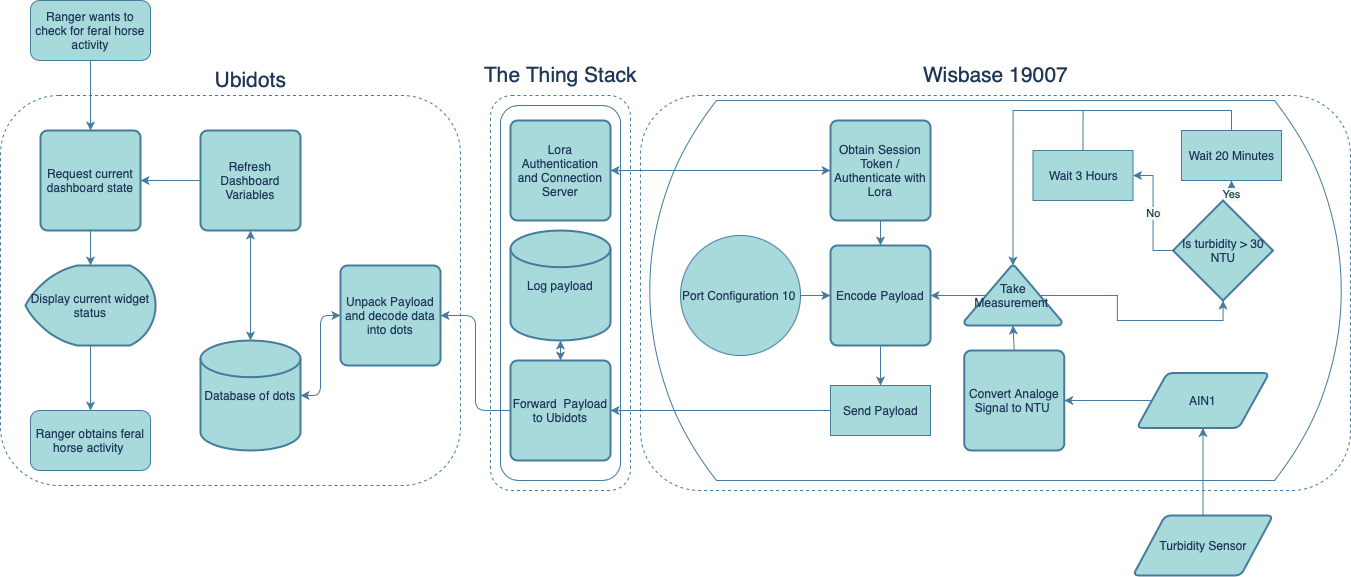 Ranger wants to
check for feral horse
activity
Ubidots
The Thing Stack
Wisbase 19007
Request current
dashboard state
Refresh
Dashboard
Variables
Display current widget
status
Unpack Payload
and decode data
into dots
Database of dots
Ranger obtains feral
horse activity
Lora
Authentication
and Connection
Server
Log payload
Forward Payload
to Ubidots
Obtain Session
Token /
Authenticate with
Lora
Port Configuration 10
Encode Payload
Send Payload
Take
Measurement
Convert Analoge
Signal to NTU
Wait 3 Hours
Wait 20 Minutes
Yes
No
Is turbidity > 30
NTU
AIN1
Turbidity Sensor